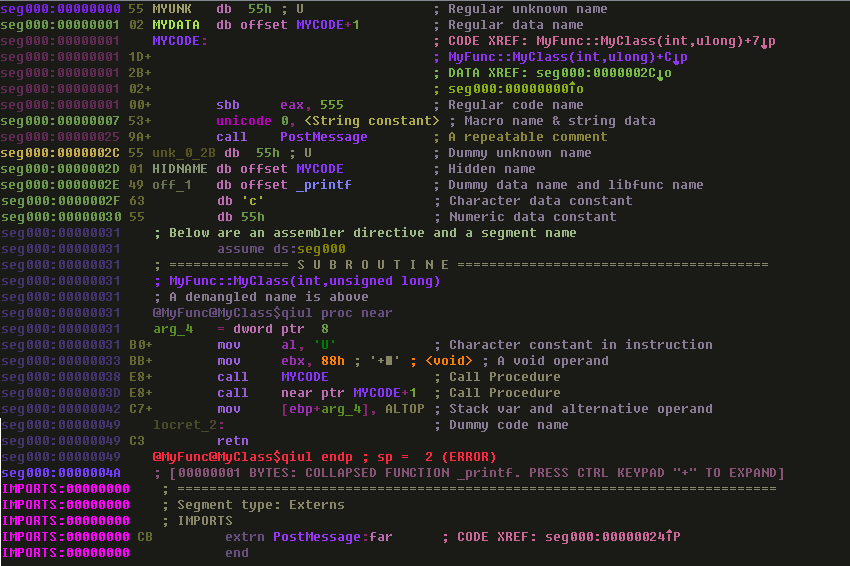 seg000:00000000 55 MYUNK db 55h ; U ; Regular unknown name
seg000:00000001 02 MYDATA db offset MYCODE+1 ; Regular data name
seg000:00000001 MYCODE: ; CODE XREF: MyFunc::MyClass(int,ulong)+7↓p
seg000:00000001 1D+ ; MyFunc::MyClass(int,ulong)+C↓p
seg000:00000001 2B+ ; DATA XREF: seg000:0000002C↓o
seg000:00000001 02+ ; seg000:00000000↑o
seg000:00000001 00+ sbb eax, 555 ; Regular code name
seg000:00000007 53+ unicode 0, <String constant> ; Macro name & string data
seg000:00000025 9A+ call PostMessage ; A repeatable comment
seg000:0000002C 55 unk_0_2B db 55h ; U ; Dummy unknown name
seg000:0000002D 01 HIDNAME db offset MYCODE ; Hidden name
seg000:0000002E 49 off_1 db offset _printf ; Dummy data name and libfunc name
seg000:0000002F 63 db 'c' ; Character data constant
seg000:00000030 55 db 55h ; Numeric data constant
seg000:00000031 ; Below are an assembler directive and a segment name
seg000:00000031 assume ds:seg000
seg000:00000031 ; ============== S U B R O U T I N E =======================================
seg000:00000031 ; MyFunc::MyClass(int,unsigned long)
seg000:00000031 ; A demangled name is above
seg000:00000031 @MyFunc@MyClass$qiul proc near
seg000:00000031 arg_4 = dword ptr 8
seg000:00000031 B0+ mov al, 'U' ; Character constant in instruction
seg000:00000033 BB+ mov ebx, 88h ; '+█' ; <void> ; A void operand
seg000:00000038 E8+ call MYCODE ; Call Procedure
seg000:0000003D E8+ call near ptr MYCODE+1 ; Call Procedure
seg000:00000042 C7+ mov [ebp+arg_4], ALTOP ; Stack var and alternative operand
seg000:00000049 locret_2: ; Dummy code name
seg000:00000049 C3 retn
seg000:00000049 @MyFunc@MyClass$qiul endp ; sp = 2 (ERROR)
seg000:0000004A ; [00000001 BYTES: COLLAPSED FUNCTION _printf. PRESS CTRL KEYPAD "+" TO EXPAND]
IMPORTS:00000000 ; ===========================================================================
IMPORTS:00000000 ; Segment type: Externs
IMPORTS:00000000 ; IMPORTS
IMPORTS:00000000 CB extrn PostMessage:far ; CODE XREF: seg000:00000024↑P
IMPORTS:00000000 end